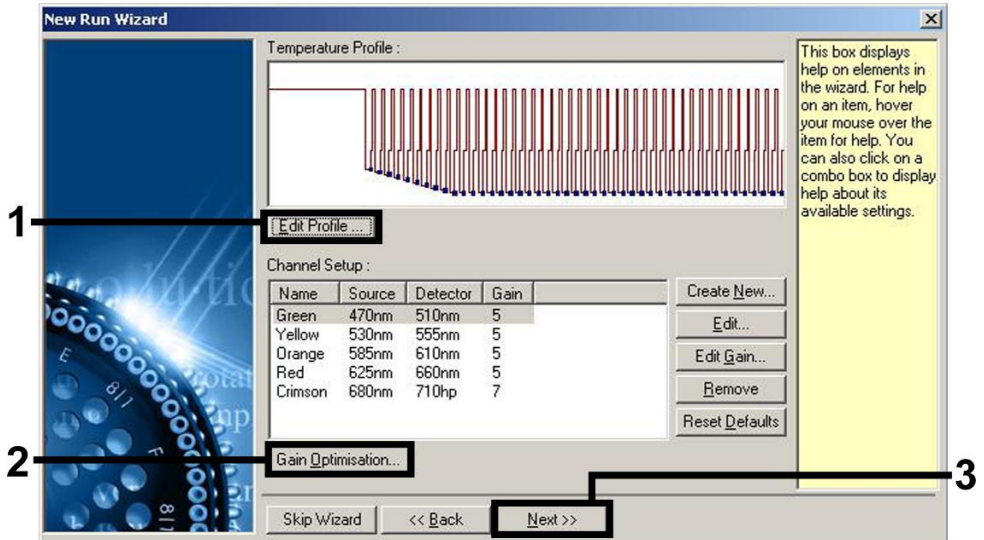 New Run Wizard
Temperature Profile :
This box displays
help on elements in
the wizard. For help
on an item, hover
your mouse over the
item for help. You
can also click on a
combo box to display
help about its
available settings.
1
Edit Profile ...
Channel Setup :
Name Source Detector Gain
Green 470nm 510nm 5
Yellow 530nm 555nm 5
Orange 585nm 610nm 5
Red 625nm 660nm 5
Crimson 680nm 710hp 7
Create New...
Edit...
Edit Gain...
Remove
Reset Defaults
2
Gain Optimisation...
3
Skip Wizard
<< Back
Next >>